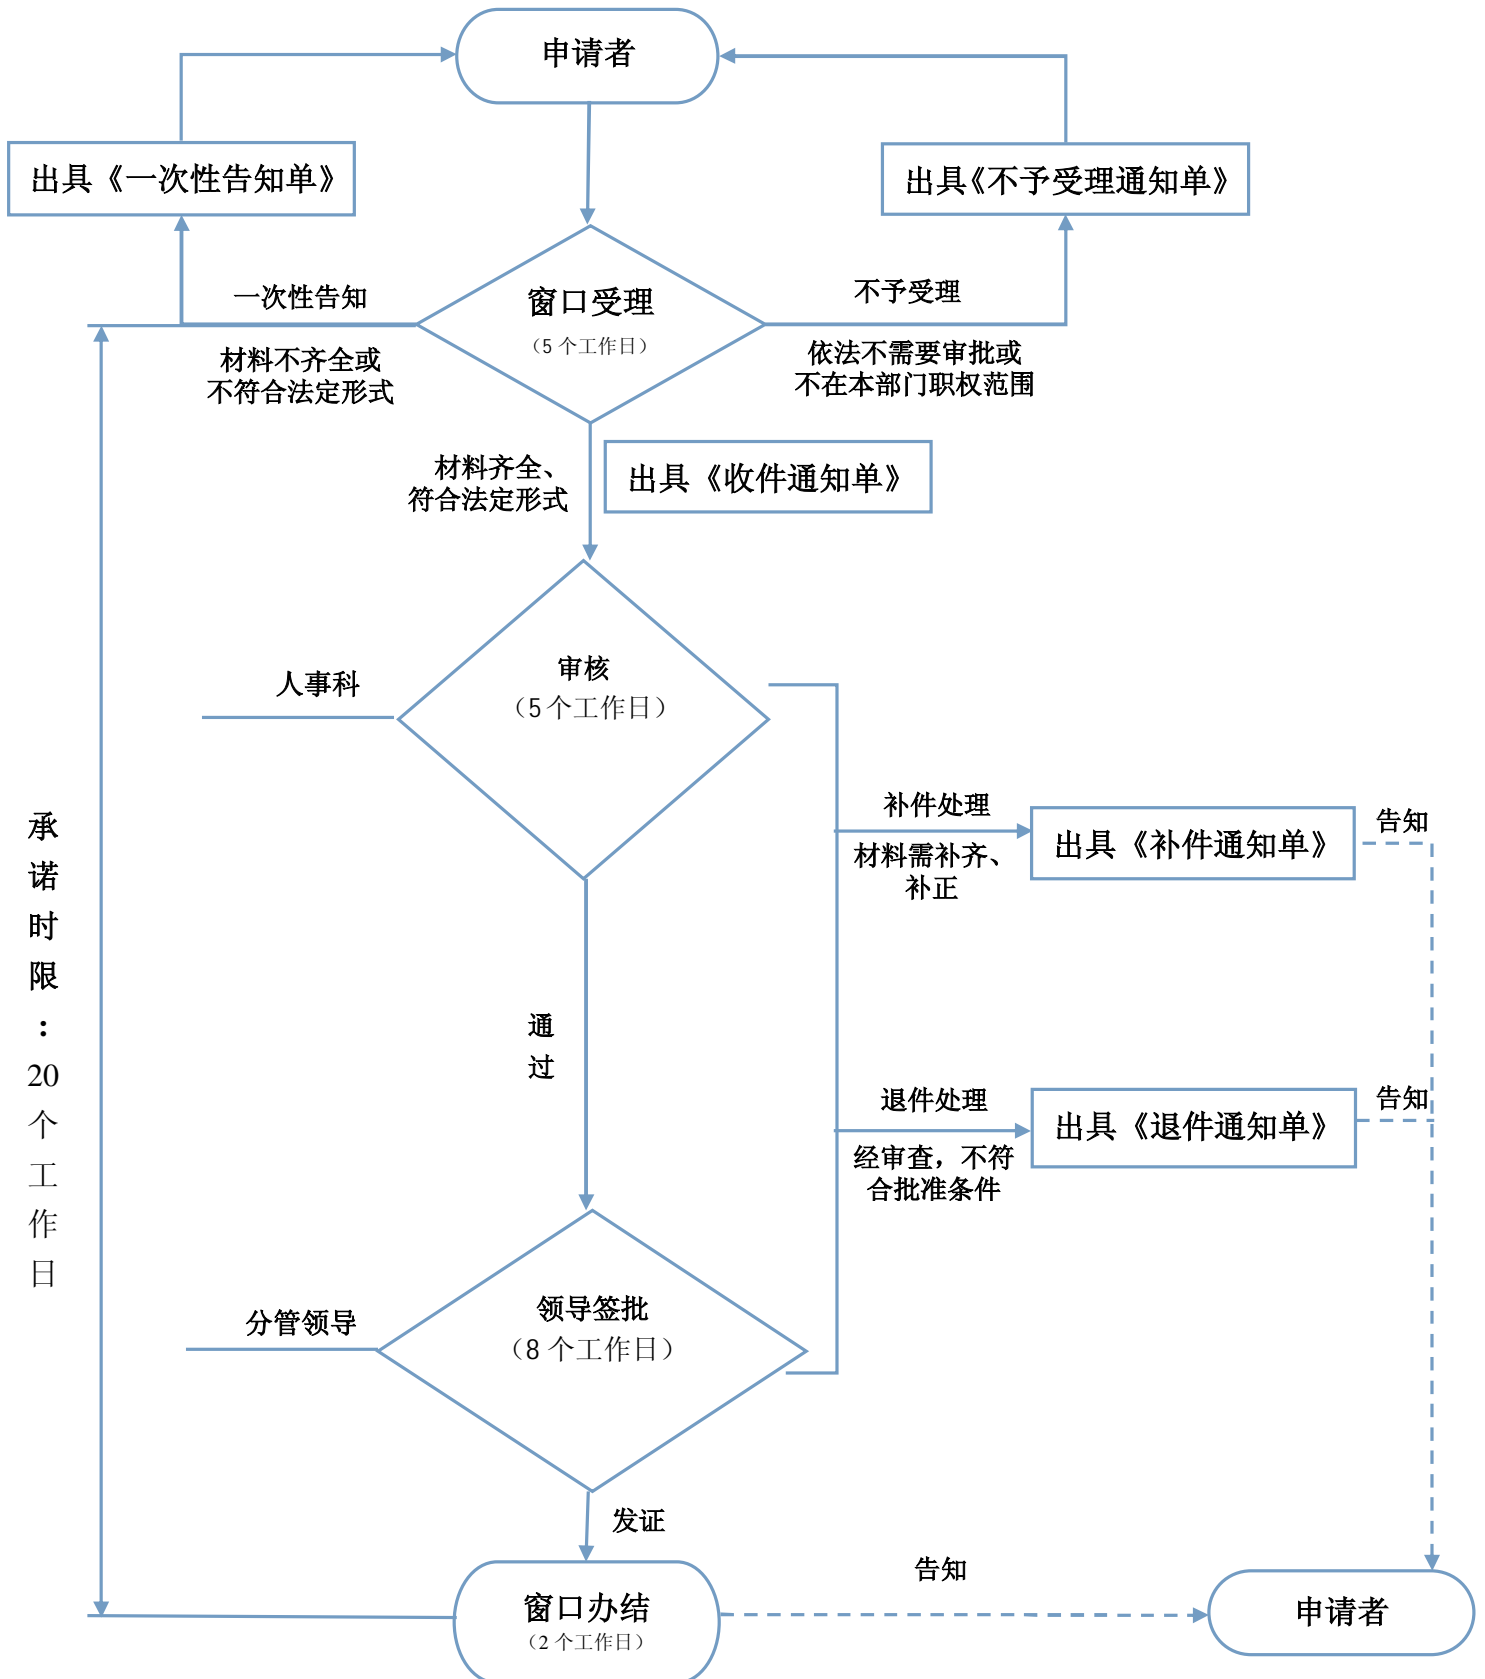 申请者
出具《一次性告知单》
出具《不予受理通知单》
一次性告知
材料不齐全或
不符合法定形式
窗口受理
（5 个工作日）
不予受理
依法不需要审批或
不在本部门职权范围
材料齐全、
符合法定形式
出具《收件通知单》
人事科
审核
（5 个工作日）
补件处理
材料需补齐、
补正
出具《补件通知单》
告知
承
诺
时
限
：
20
个
工
作
日
通
过
退件处理
经审查，不符
合批准条件
出具《退件通知单》
告知
分管领导
领导签批
（8 个工作日）
发证
窗口办结
（2 个工作日）
告知
申请者